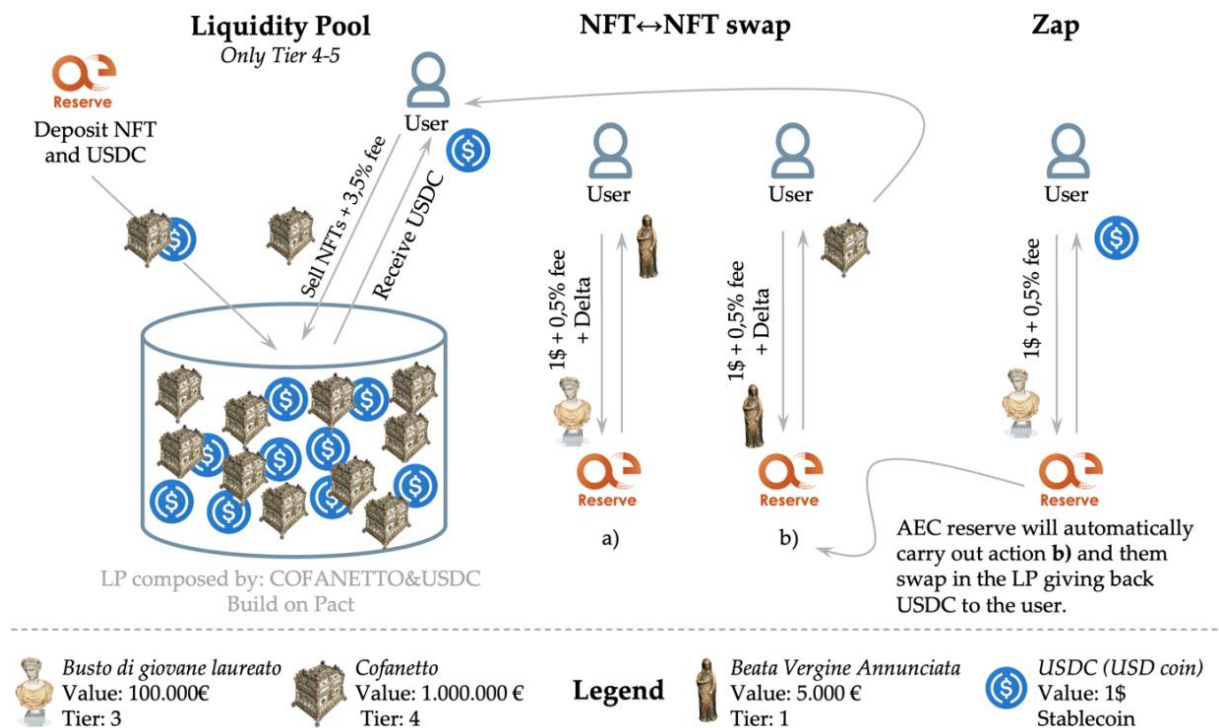 Liquidity Pool
Only Tier 4-5
ae
Reserve
Deposit NFT
and USDC
User
Sell NFTs + 3,5% fee
Receive USDC
LP composed by: COFANETTO&USDC
Build on Pact
NFT↔NFT swap
User
1$ + 0,5% fee
+ Delta
ae
Reserve
a)
User
1$ + 0,5% fee
+ Delta
ae
Reserve
b)
Zap
User
1$ + 0,5% fee
ae
Reserve
AEC reserve will automatically
carry out action b) and them
swap in the LP giving back
USDC to the user.
Busto di giovane laureato
Value: 100.000€
Tier: 3
Cofanetto
Value: 1.000.000 €
Tier: 4
Legend
Beata Vergine Annunciata
Value: 5.000 €
Tier: 1
USDC (USD coin)
Value: 1$
Stablecoin